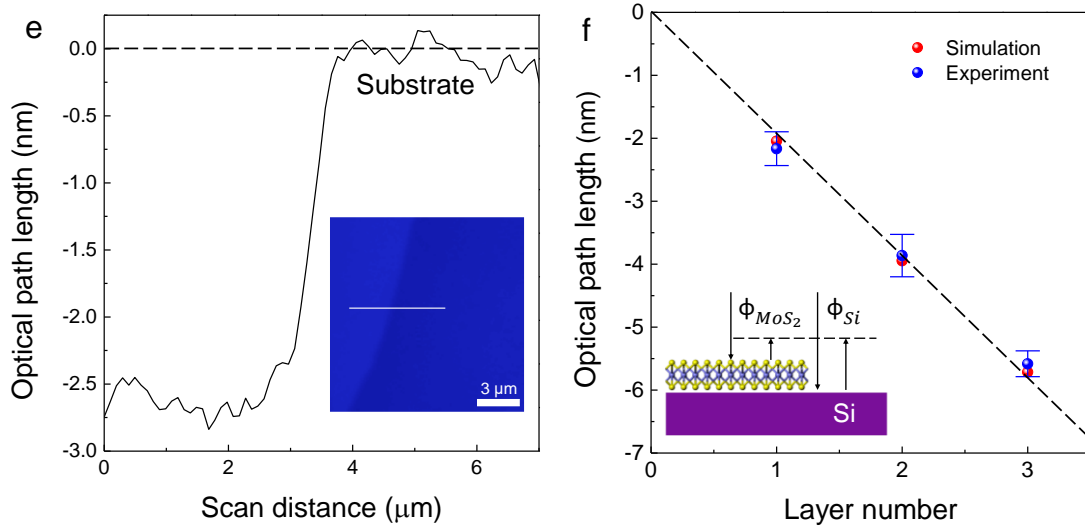 e
Optical path length (nm)
0.0
-0.5
-1.0
-1.5
-2.0
-2.5
-3.0
Substrate
3 μm
0 2 4 6
Scan distance (μm)
f
Optical path length (nm)
0
-1
-2
-3
-4
-5
-6
-7
Simulation
Experiment
ϕ_MoS₂ ϕ_Si
Si
0 1 2 3
Layer number